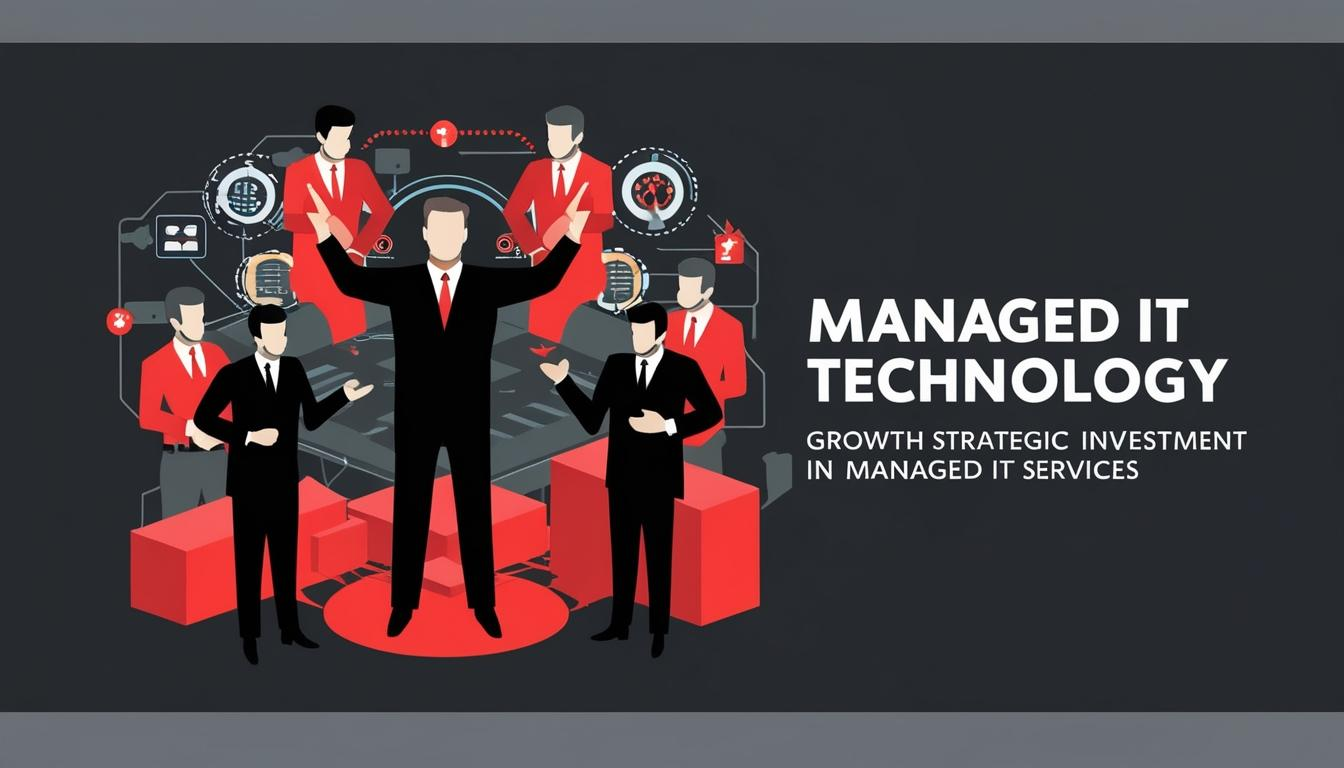 MANAGED IT
TECHNOLOGY
GROWTH STRATEGIC INVESTMENT
IN MANAGED IT SERVICES